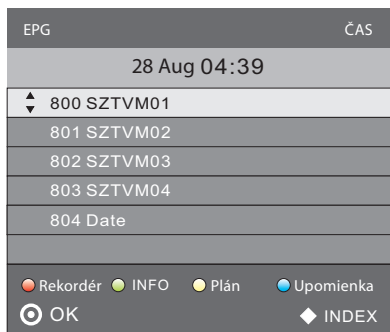 EPG ČAS
28 Aug 04:39
800 SZTVM01
801 SZTVM02
802 SZTVM03
803 SZTVM04
804 Date
Rekordér INFO Plán Upomienka
OK INDEX